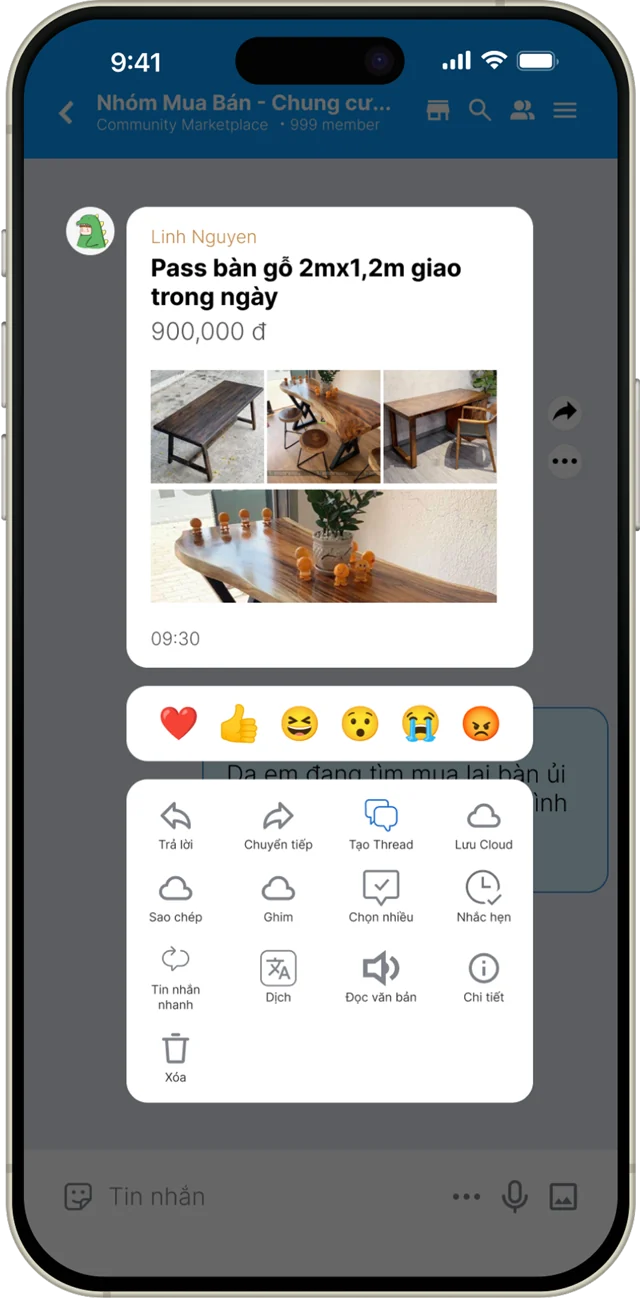 9:41
Nhóm Mua Bán - Chung cư...
Community Marketplace • 999 member
Linh Nguyen
Pass bàn gỗ 2mx1,2m giao
trong ngày
900,000 đ
09:30
Dạ em đang tìm mua lại bàn ủi
ình
Trả lời
Chuyển tiếp
Tạo Thread
Lưu Cloud
Sao chép
Ghim
Chọn nhiều
Nhắc hẹn
Tin nhắn
nhanh
Dịch
Đọc văn bản
Chi tiết
Xóa
Tin nhắn